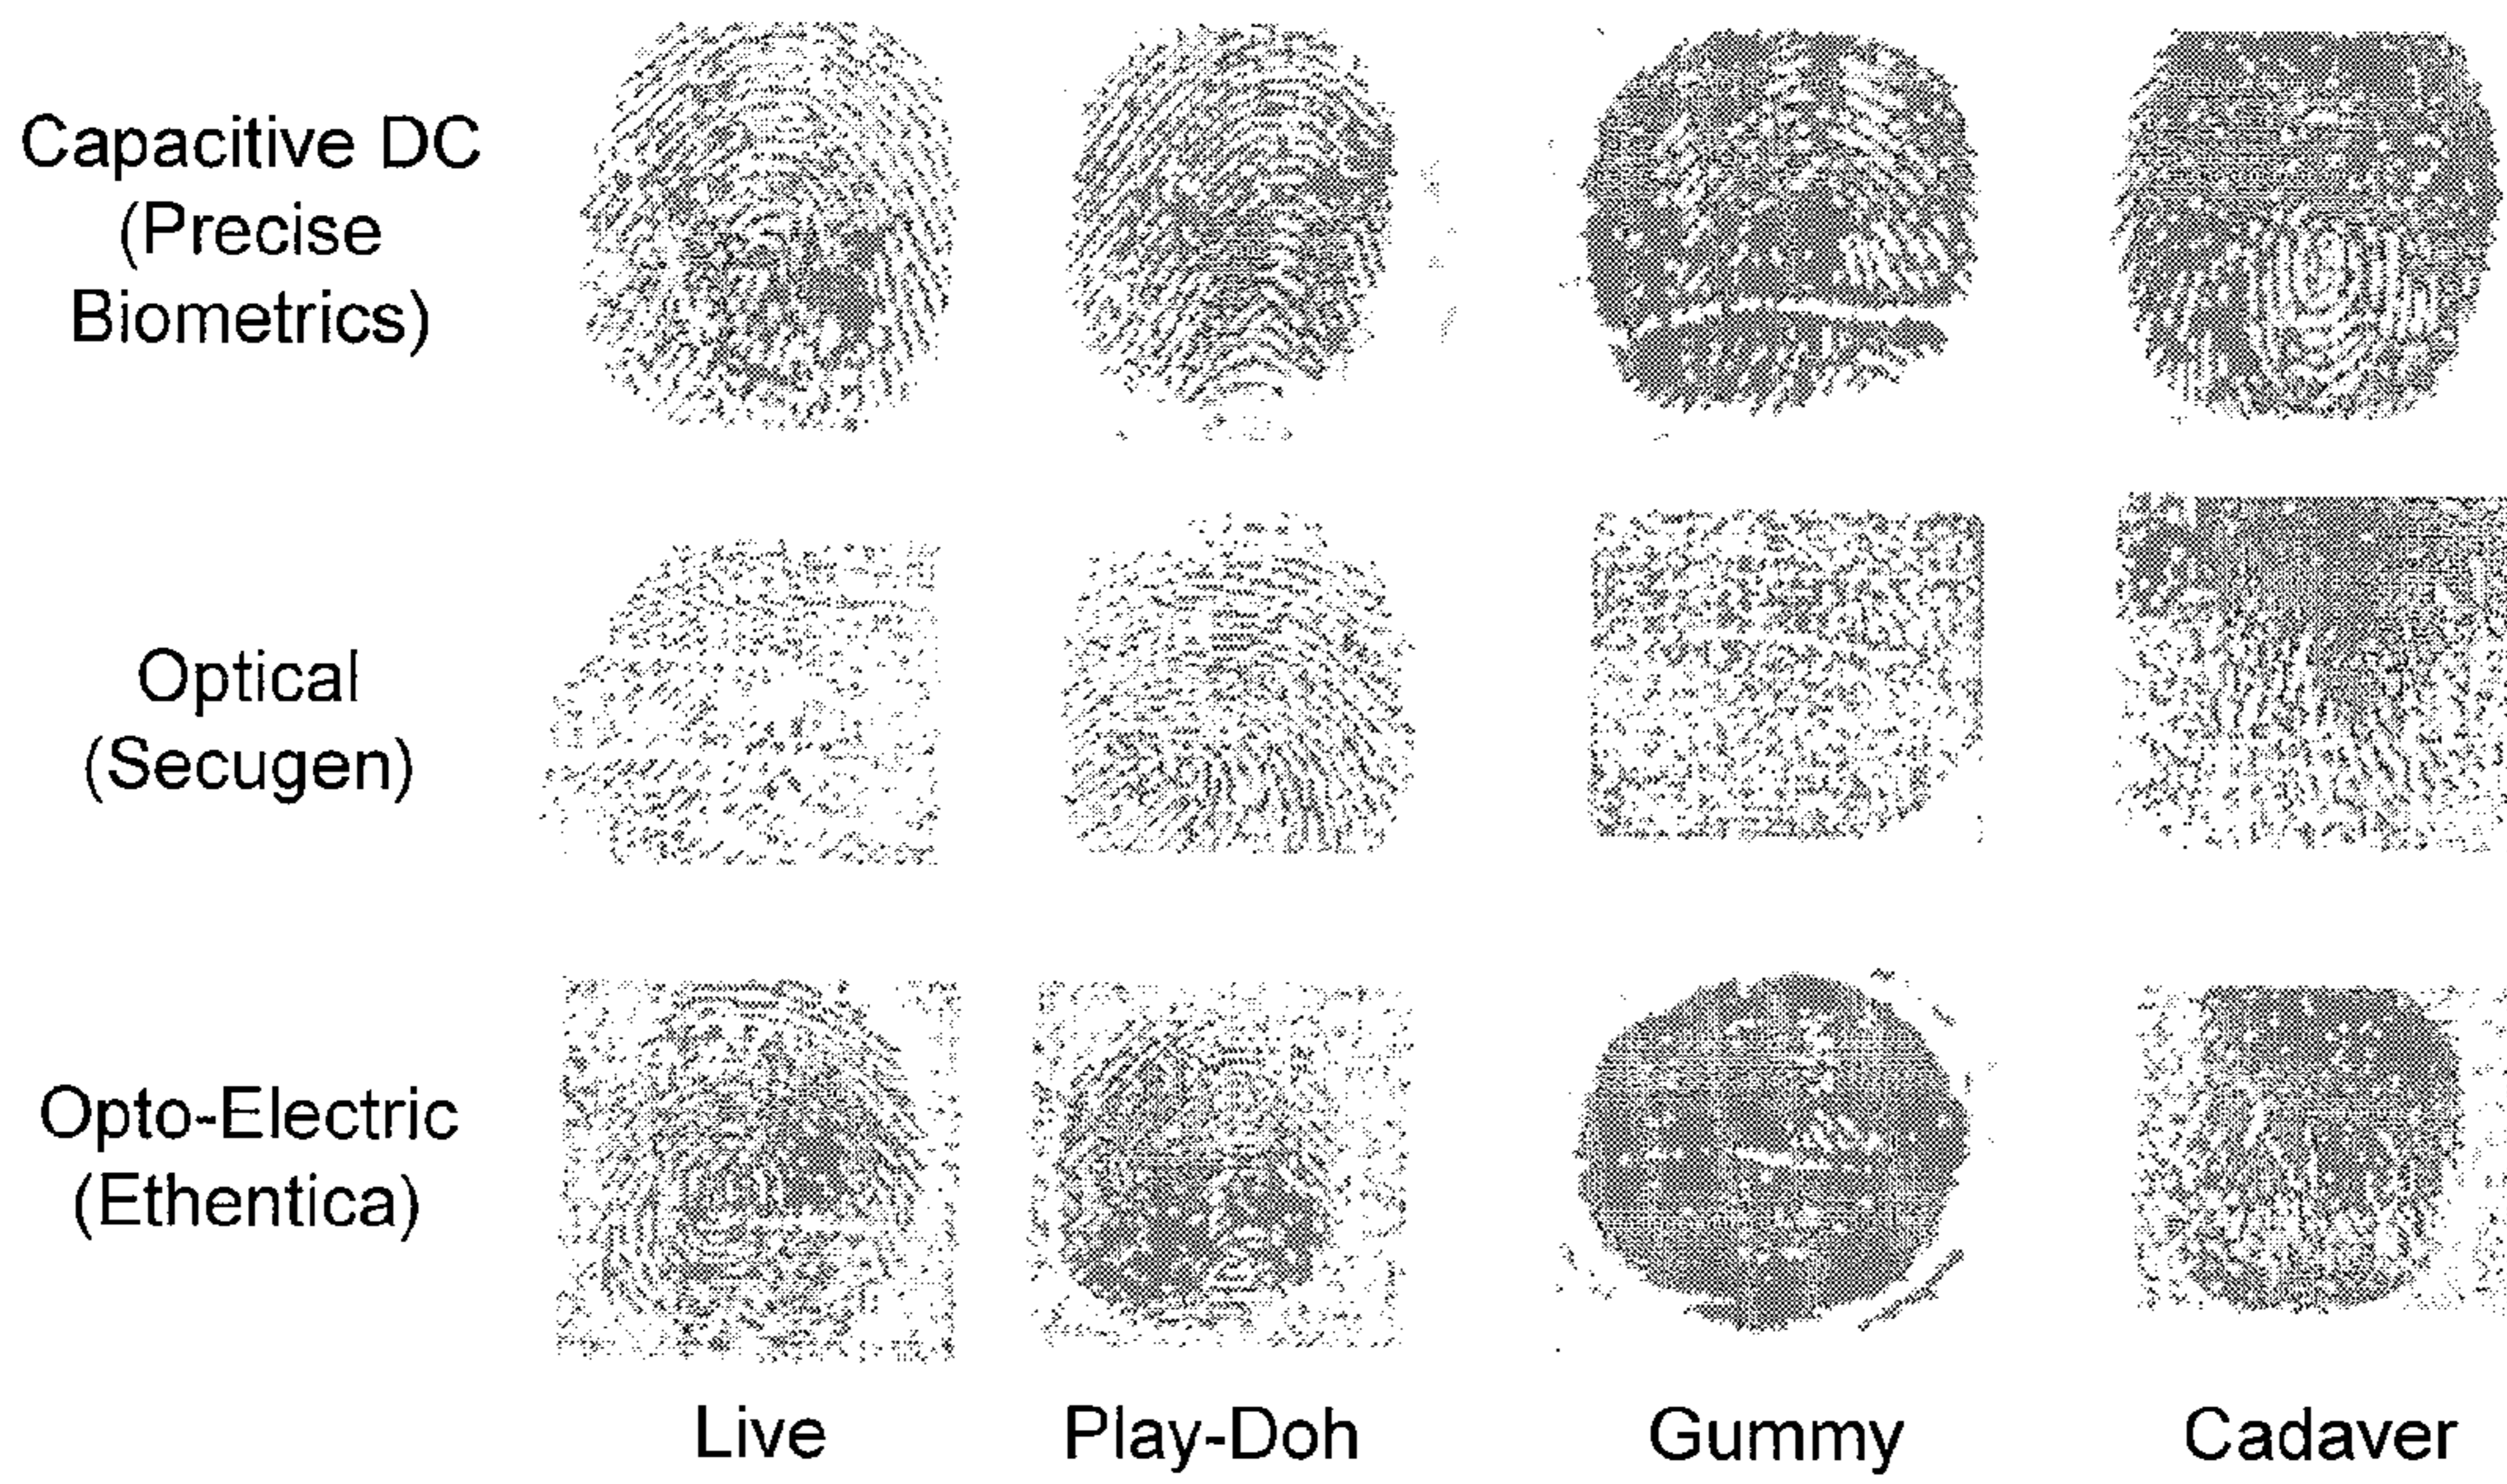 Capacitive DC
(Precise
Biometrics)
Optical
(Secugen)
Opto-Electric
(Ethentica)
Live Play-Doh Gummy Cadaver